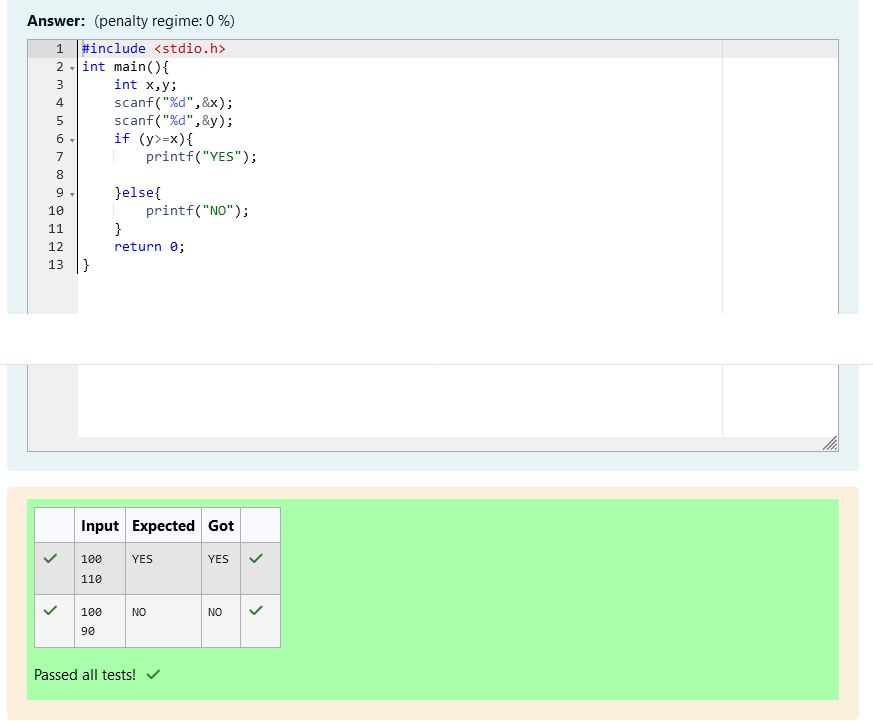 Answer: (penalty regime: 0 %)
1 #include <stdio.h>
2 int main(){
3     int x,y;
4     scanf("%d",&x);
5     scanf("%d",&y);
6     if (y>=x){
7         printf("YES");
8
9     }else{
10         printf("NO");
11     }
12     return 0;
13 }
Input Expected Got
100 YES YES
110
100 NO NO
90
Passed all tests!